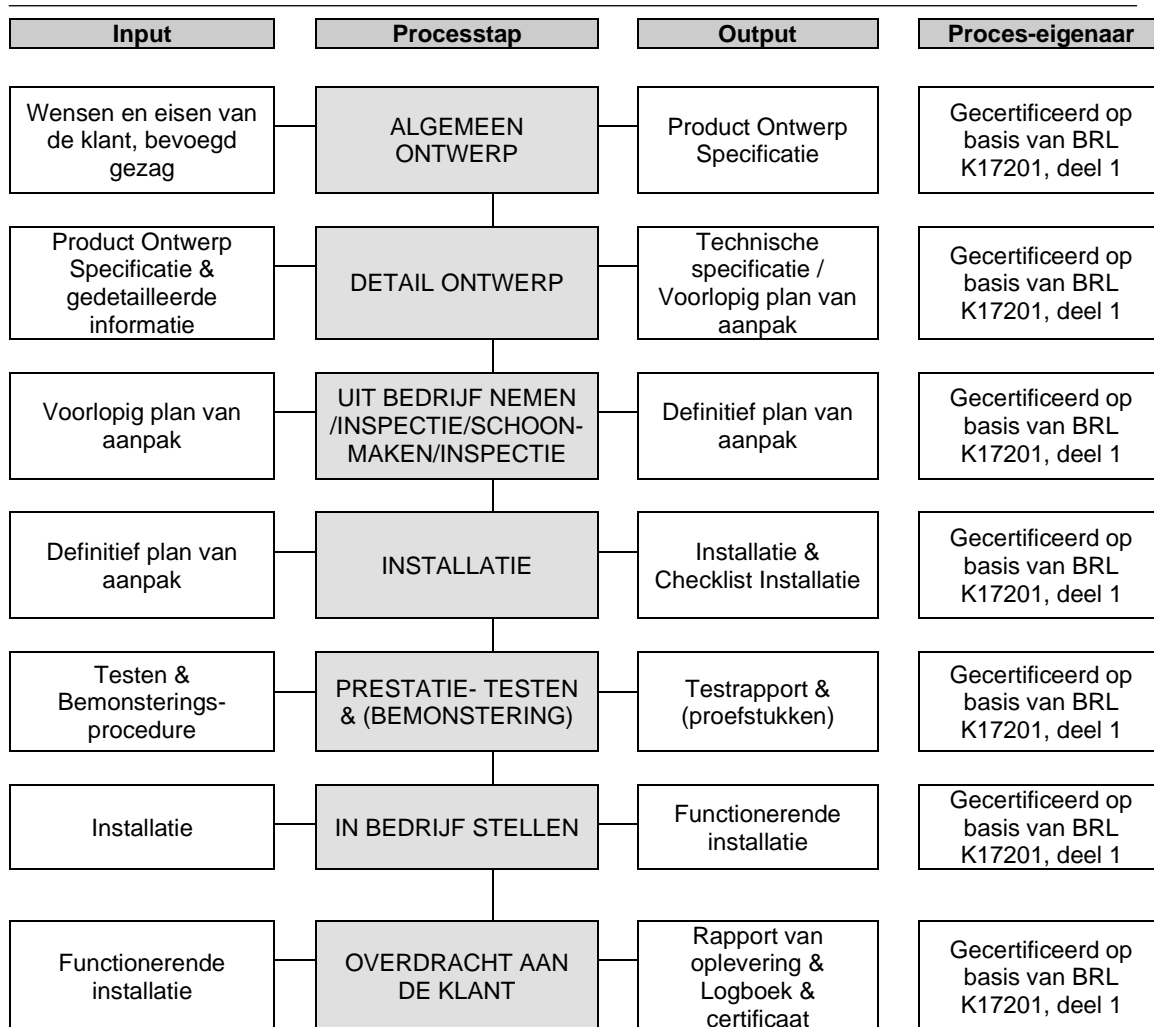 Input
Processtap
Output
Proces-eigenaar
Wensen en eisen van
de klant, bevoegd
gezag
ALGEMEEN
ONTWERP
Product Ontwerp
Specificatie
Gecertificeerd op
basis van BRL
K17201, deel 1
Product Ontwerp
Specificatie &
gedetailleerde
informatie
DETAIL ONTWERP
Technische
specificatie /
Voorlopig plan van
aanpak
Gecertificeerd op
basis van BRL
K17201, deel 1
Voorlopig plan van
aanpak
UIT BEDRIJF NEMEN
/INSPECTIE/SCHOON-
MAKEN/INSPECTIE
Definitief plan van
aanpak
Gecertificeerd op
basis van BRL
K17201, deel 1
Definitief plan van
aanpak
INSTALLATIE
Installatie &
Checklist Installatie
Gecertificeerd op
basis van BRL
K17201, deel 1
Testen &
Bemonsterings-
procedure
PRESTATIE- TESTEN
& (BEMONSTERING)
Testrapport &
(proefstukken)
Gecertificeerd op
basis van BRL
K17201, deel 1
Installatie
IN BEDRIJF STELLEN
Functionerende
installatie
Gecertificeerd op
basis van BRL
K17201, deel 1
Functionerende
installatie
OVERDRACHT AAN
DE KLANT
Rapport van
oplevering &
Logboek &
certificaat
Gecertificeerd op
basis van BRL
K17201, deel 1